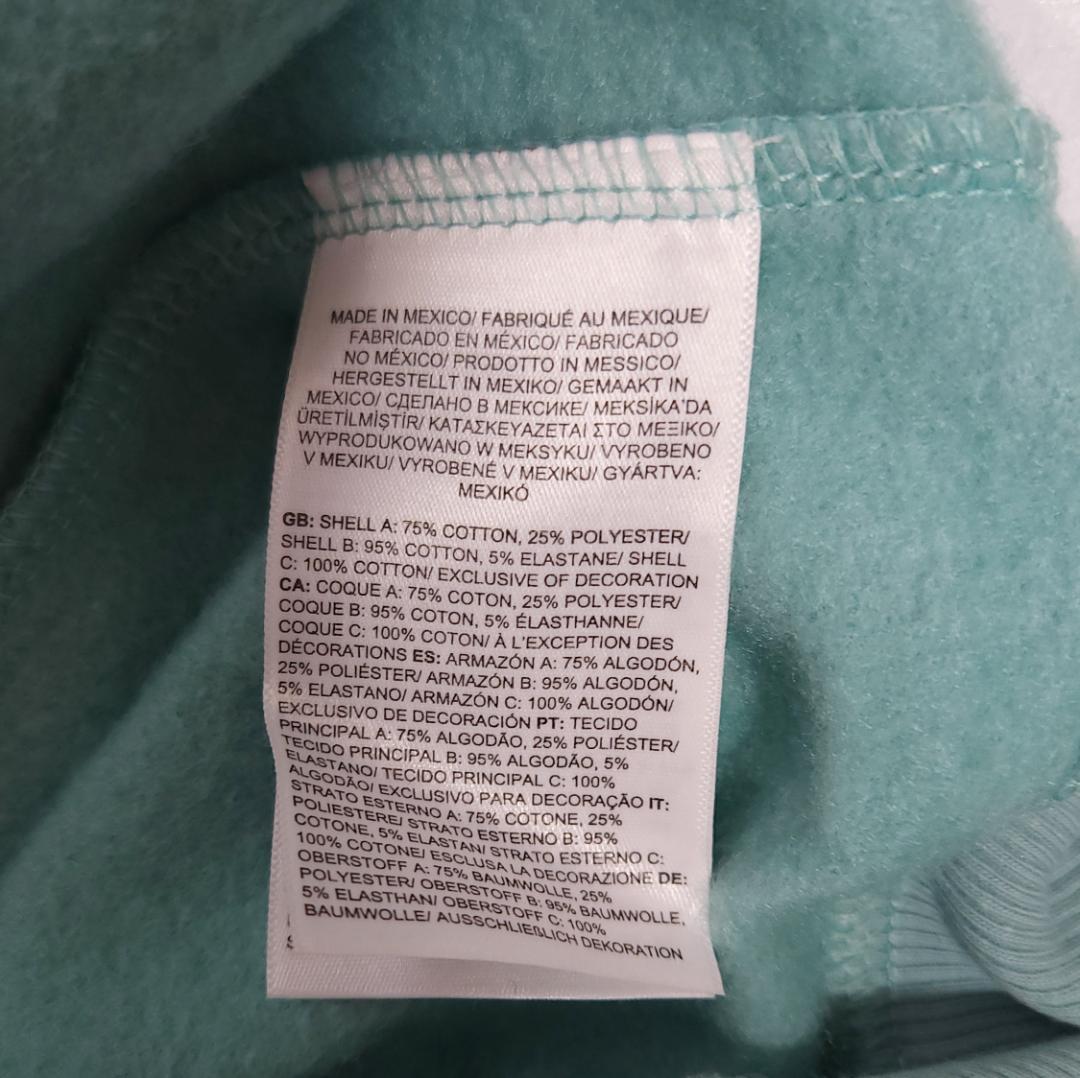 MADE IN MEXICO/ FABRIQUÉ AU MEXIQUE/
FABRICADO EN MÉXICO/ FABRICADO
NO MÉXICO/ PRODOTTO IN MESSICO/
HERGESTELLT IN MEXIKO/ GEMAAKT IN
MEXICO/ СДЕЛАНО В МЕКСИКЕ/ MEKSİKA'DA
ÜRETİLMİŞTİR/ ΚΑΤΑΣΚΕΥΑΖΕΤΑΙ ΣΤΟ ΜΕΞΙΚΟ/
WYPRODUKOWANO W MEKSYKU/ VYROBENO
V MEXIKU/ VYROBENÉ V MEXIKU/ GYÁRTVA:
MEXIKÓ
GB: SHELL A: 75% COTTON, 25% POLYESTER/
SHELL B: 95% COTTON, 5% ELASTANE/ SHELL
C: 100% COTTON/ EXCLUSIVE OF DECORATION
CA: COQUE A: 75% COTON, 25% POLYESTER/
COQUE B: 95% COTON, 5% ÉLASTHANNE/
COQUE C: 100% COTON/ À L'EXCEPTION DES
DÉCORATIONS ES: ARMAZÓN A: 75% ALGODÓN,
25% POLIÉSTER/ ARMAZÓN B: 95% ALGODÓN,
5% ELASTANO/ ARMAZÓN C: 100% ALGODÓN/
EXCLUSIVO DE DECORACIÓN PT: TECIDO
PRINCIPAL A: 75% ALGODÃO, 25% POLIÉSTER/
TECIDO PRINCIPAL B: 95% ALGODÃO, 5%
ELASTANO/ TECIDO PRINCIPAL C: 100%
ALGODÃO/ EXCLUSIVO PARA DECORAÇÃO IT:
STRATO ESTERNO A: 75% COTONE, 25%
POLIESTERE/ STRATO ESTERNO B: 95%
COTONE, 5% ELASTAN/ STRATO ESTERNO C:
100% COTONE/ ESCLUSA LA DECORAZIONE DE:
OBERSTOFF A: 75% BAUMWOLLE, 25%
POLYESTER/ OBERSTOFF B: 95% BAUMWOLLE,
5% ELASTHAN/ OBERSTOFF C: 100%
BAUMWOLLE/ AUSSCHLIEßLICH DEKORATION